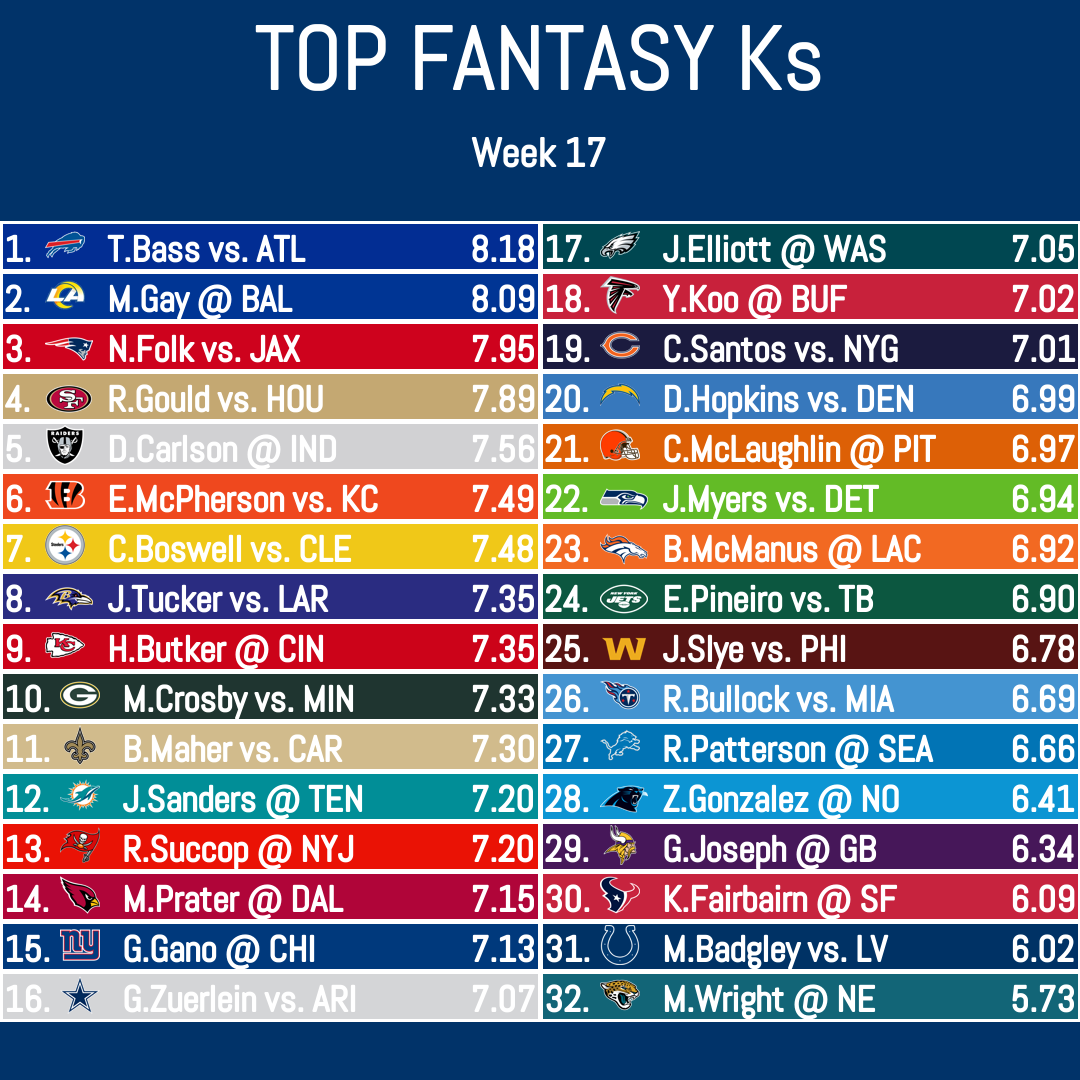 TOP FANTASY Ks
Week 17
1. T.Bass vs. ATL 8.18
2. M.Gay @ BAL 8.09
3. N.Folk vs. JAX 7.95
4. SF R.Gould vs. HOU 7.89
5. RAIDERS D.Carlson @ IND 7.56
6. E.McPherson vs. KC 7.49
7. Steelers C.Boswell vs. CLE 7.48
8. J.Tucker vs. LAR 7.35
9. KC H.Butker @ CIN 7.35
10. G M.Crosby vs. MIN 7.33
11. B.Maher vs. CAR 7.30
12. J.Sanders @ TEN 7.20
13. R.Succop @ NYJ 7.20
14. M.Prater @ DAL 7.15
15. ny G.Gano @ CHI 7.13
16. G.Zuerlein vs. ARI 7.07
17. J.Elliott @ WAS 7.05
18. Y.Koo @ BUF 7.02
19. C C.Santos vs. NYG 7.01
20. D.Hopkins vs. DEN 6.99
21. C.McLaughlin @ PIT 6.97
22. J.Myers vs. DET 6.94
23. B.McManus @ LAC 6.92
24. NEW YORK JETS E.Pineiro vs. TB 6.90
25. W J.Slye vs. PHI 6.78
26. T R.Bullock vs. MIA 6.69
27. R.Patterson @ SEA 6.66
28. Z.Gonzalez @ NO 6.41
29. G.Joseph @ GB 6.34
30. K.Fairbairn @ SF 6.09
31. M.Badgley vs. LV 6.02
32. M.Wright @ NE 5.73